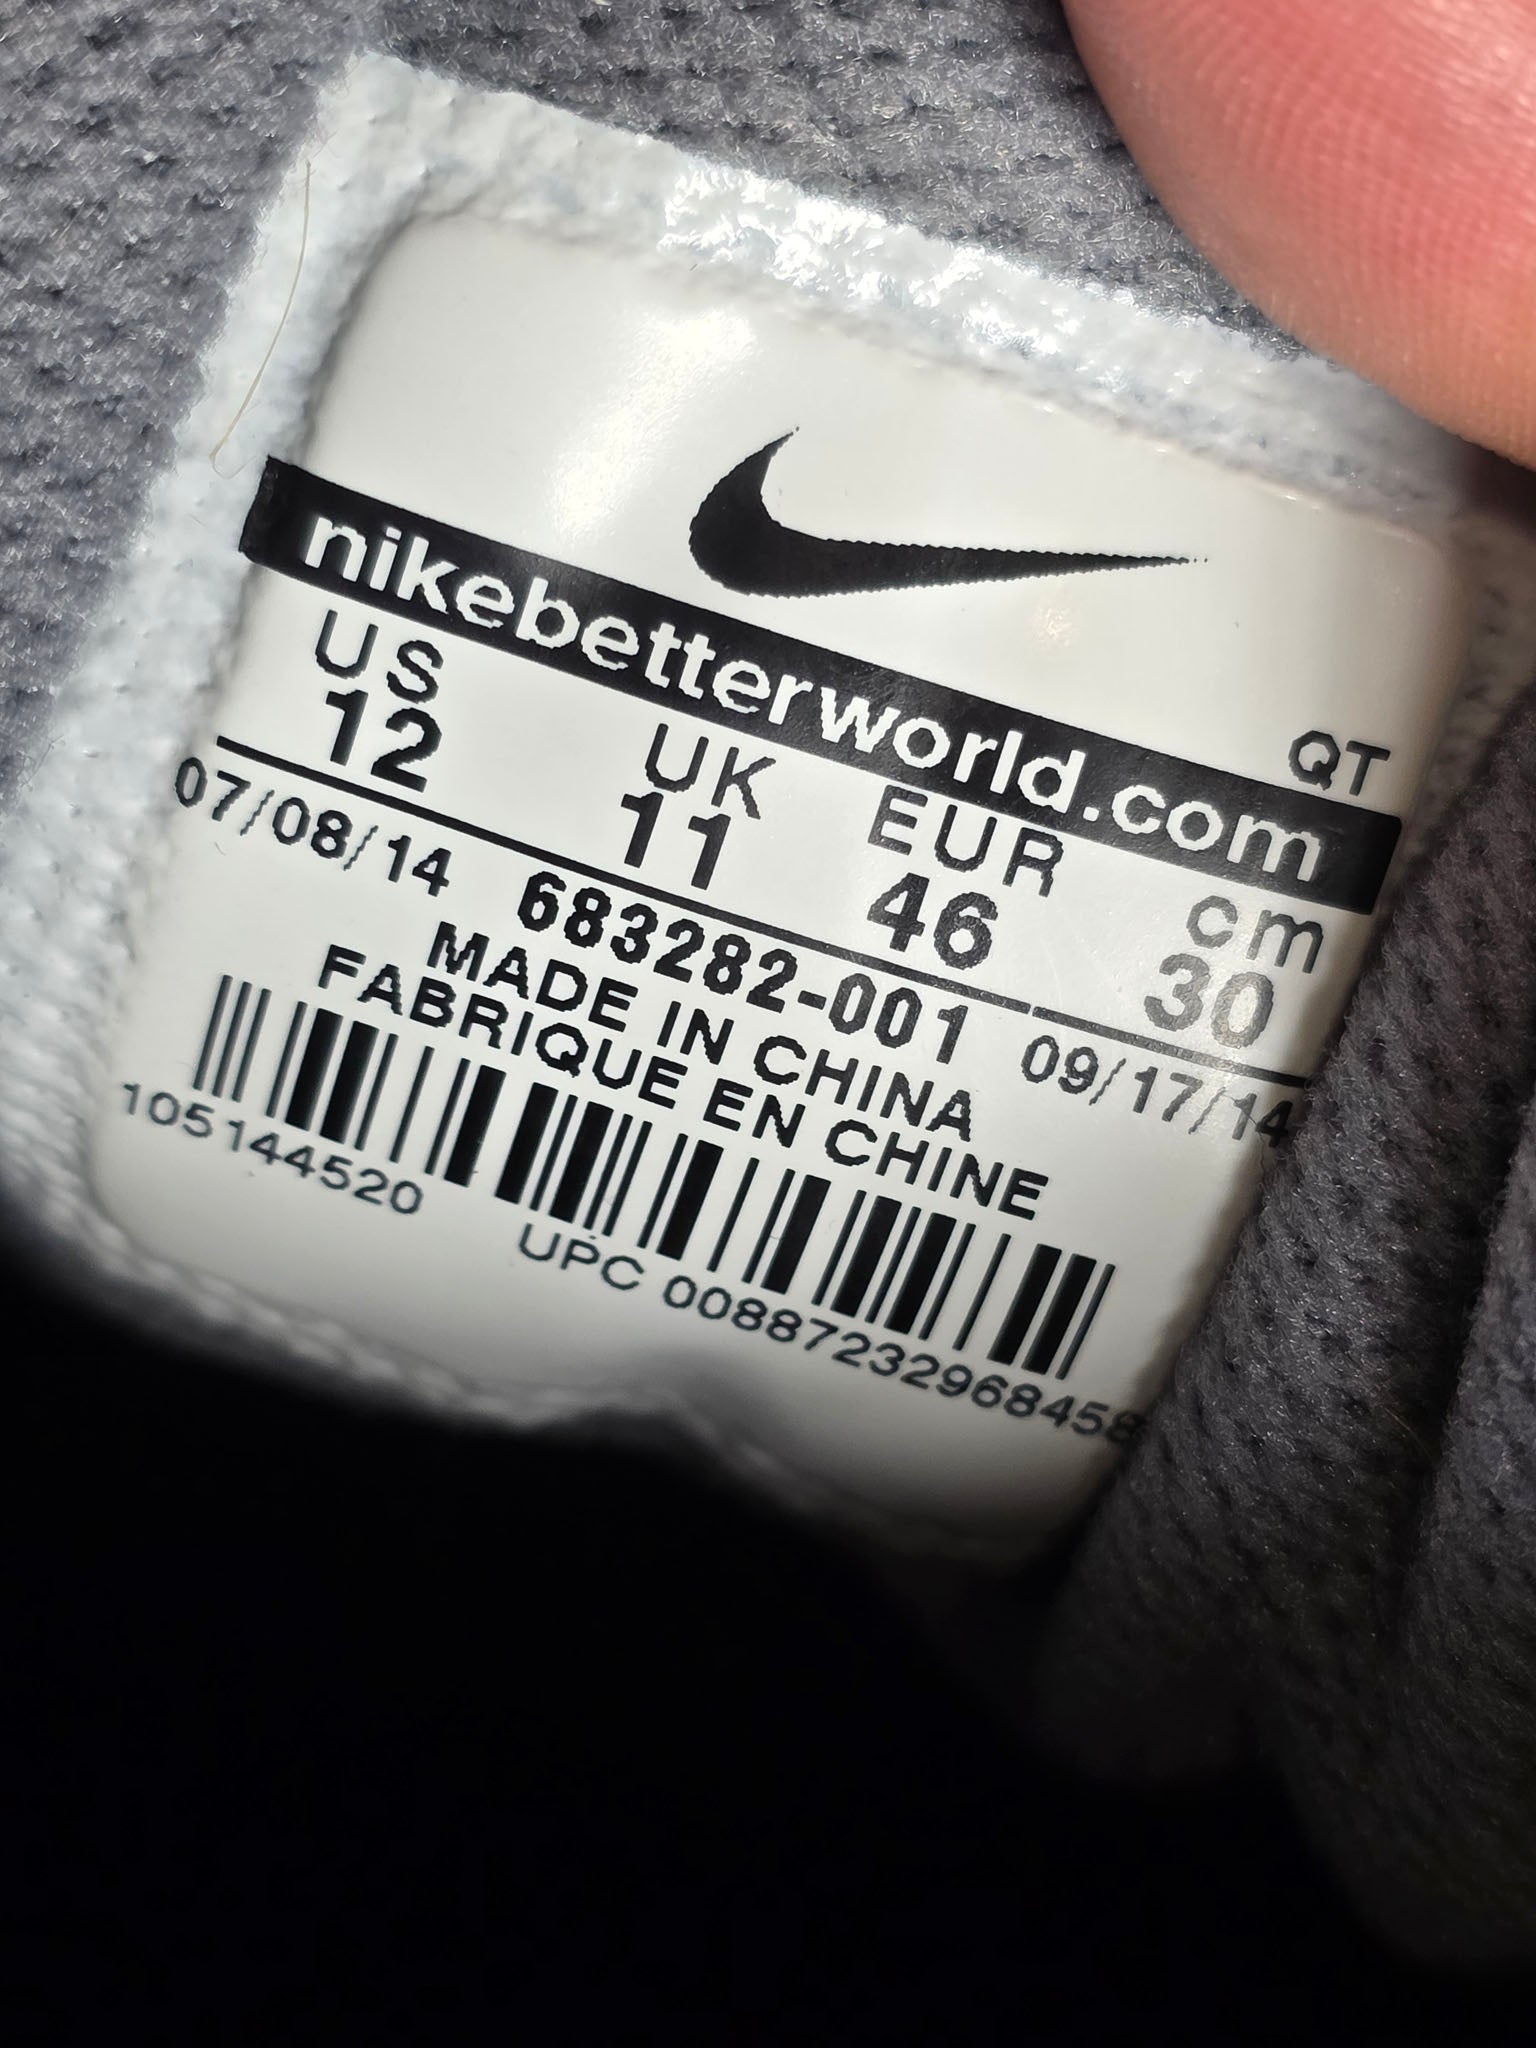 QT
nikebetterworld.com
US UK EUR cm
12 11 46 30
07/08/14 683282-001 09/17/14
MADE IN CHINA
FABRIQUE EN CHINE
105144520
UPC 00887232968458